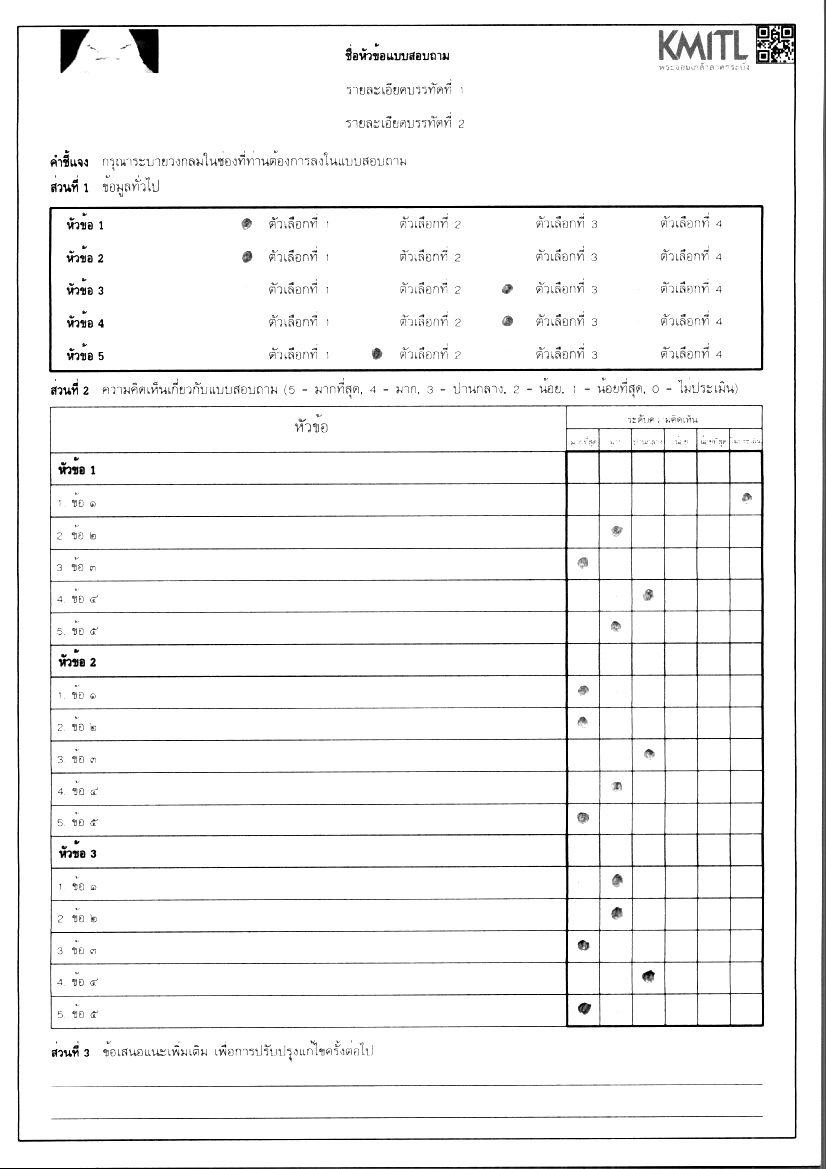 KMITL
พระจอมเกล้าลาดกระบัง
ชื่อหัวข้อแบบสอบถาม
รายละเอียดบรรทัดที่ 1
รายละเอียดบรรทัดที่ 2
คำชี้แจง กรุณาระบายวงกลมในช่องที่ท่านต้องการลงในแบบสอบถาม
ส่วนที่ 1 ข้อมูลทั่วไป
หัวข้อ 1 ตัวเลือกที่ 1 ตัวเลือกที่ 2 ตัวเลือกที่ 3 ตัวเลือกที่ 4
หัวข้อ 2 ตัวเลือกที่ 1 ตัวเลือกที่ 2 ตัวเลือกที่ 3 ตัวเลือกที่ 4
หัวข้อ 3 ตัวเลือกที่ 1 ตัวเลือกที่ 2 ตัวเลือกที่ 3 ตัวเลือกที่ 4
หัวข้อ 4 ตัวเลือกที่ 1 ตัวเลือกที่ 2 ตัวเลือกที่ 3 ตัวเลือกที่ 4
หัวข้อ 5 ตัวเลือกที่ 1 ตัวเลือกที่ 2 ตัวเลือกที่ 3 ตัวเลือกที่ 4
ส่วนที่ 2 ความคิดเห็นเกี่ยวกับแบบสอบถาม (5 - มากที่สุด, 4 - มาก, 3 - ปานกลาง, 2 - น้อย, 1 - น้อยที่สุด, 0 - ไม่ประเมิน)
หัวข้อ ระดับความคิดเห็น
มากที่สุด มาก ปานกลาง น้อย น้อยที่สุด ไม่ประเมิน
หัวข้อ 1
1. ข้อ ๑
2. ข้อ ๒
3. ข้อ ๓
4. ข้อ ๔
5. ข้อ ๕
หัวข้อ 2
1. ข้อ ๑
2. ข้อ ๒
3. ข้อ ๓
4. ข้อ ๔
5. ข้อ ๕
หัวข้อ 3
1. ข้อ ๑
2. ข้อ ๒
3. ข้อ ๓
4. ข้อ ๔
5. ข้อ ๕
ส่วนที่ 3 ข้อเสนอแนะเพิ่มเติม เพื่อการปรับปรุงแก้ไขครั้งต่อไป